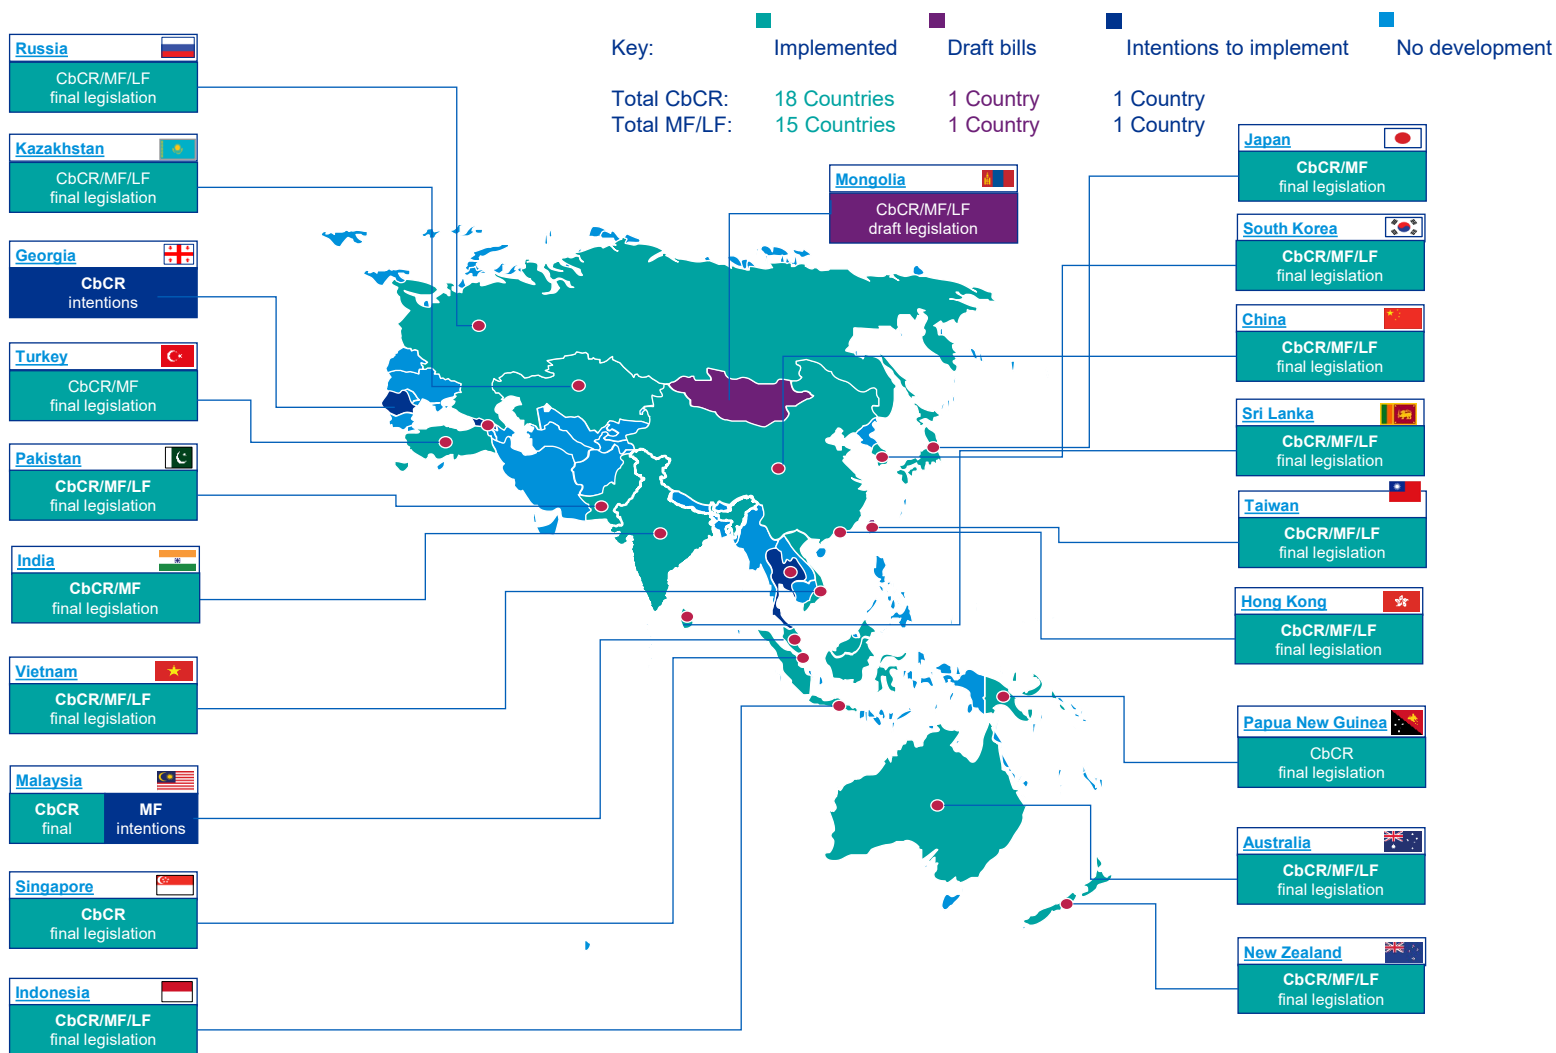 Key: Implemented Draft bills Intentions to implement No development
Total CbCR: 18 Countries 1 Country 1 Country
Total MF/LF: 15 Countries 1 Country 1 Country
Russia
CbCR/MF/LF
final legislation
Kazakhstan
CbCR/MF/LF
final legislation
Georgia
CbCR
intentions
Turkey
CbCR/MF
final legislation
Pakistan
CbCR/MF/LF
final legislation
India
CbCR/MF
final legislation
Vietnam
CbCR/MF/LF
final legislation
Malaysia
CbCR
final
MF
intentions
Singapore
CbCR
final legislation
Indonesia
CbCR/MF/LF
final legislation
Mongolia
CbCR/MF/LF
draft legislation
Japan
CbCR/MF
final legislation
South Korea
CbCR/MF/LF
final legislation
China
CbCR/MF/LF
final legislation
Sri Lanka
CbCR/MF/LF
final legislation
Taiwan
CbCR/MF/LF
final legislation
Hong Kong
CbCR/MF/LF
final legislation
Papua New Guinea
CbCR
final legislation
Australia
CbCR/MF/LF
final legislation
New Zealand
CbCR/MF/LF
final legislation